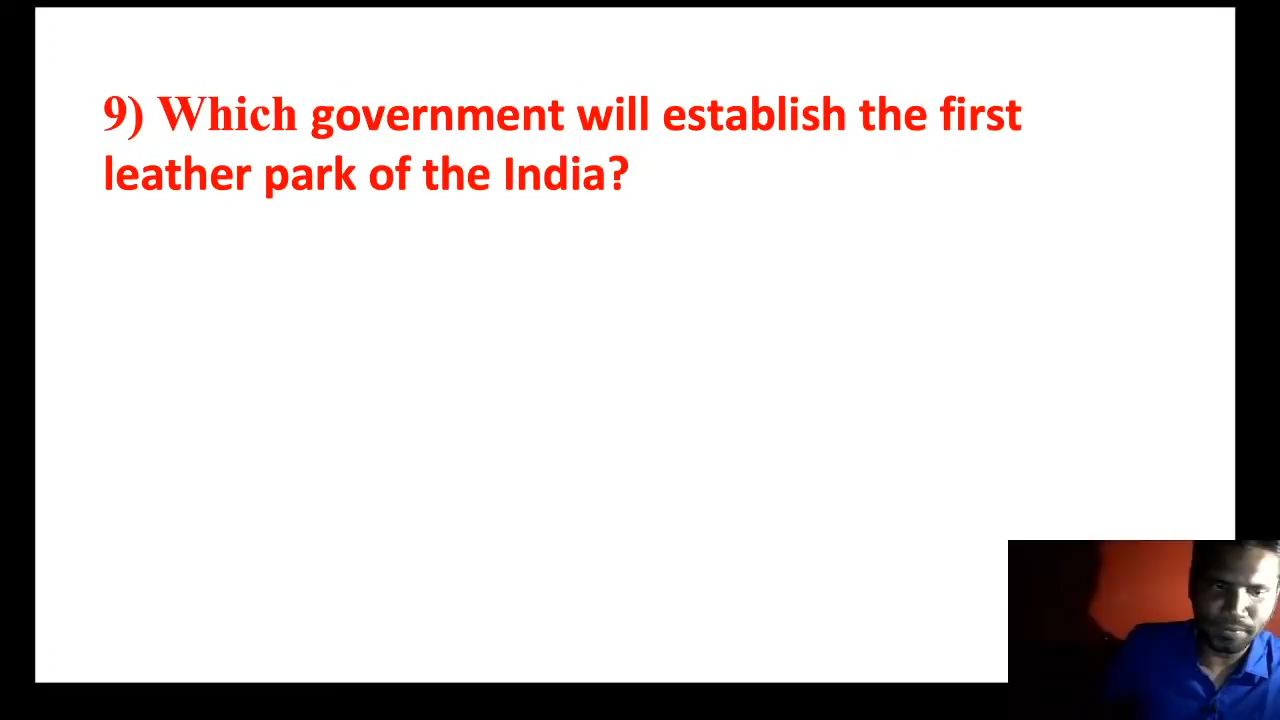 9) Which government will establish the first
leather park of the India?